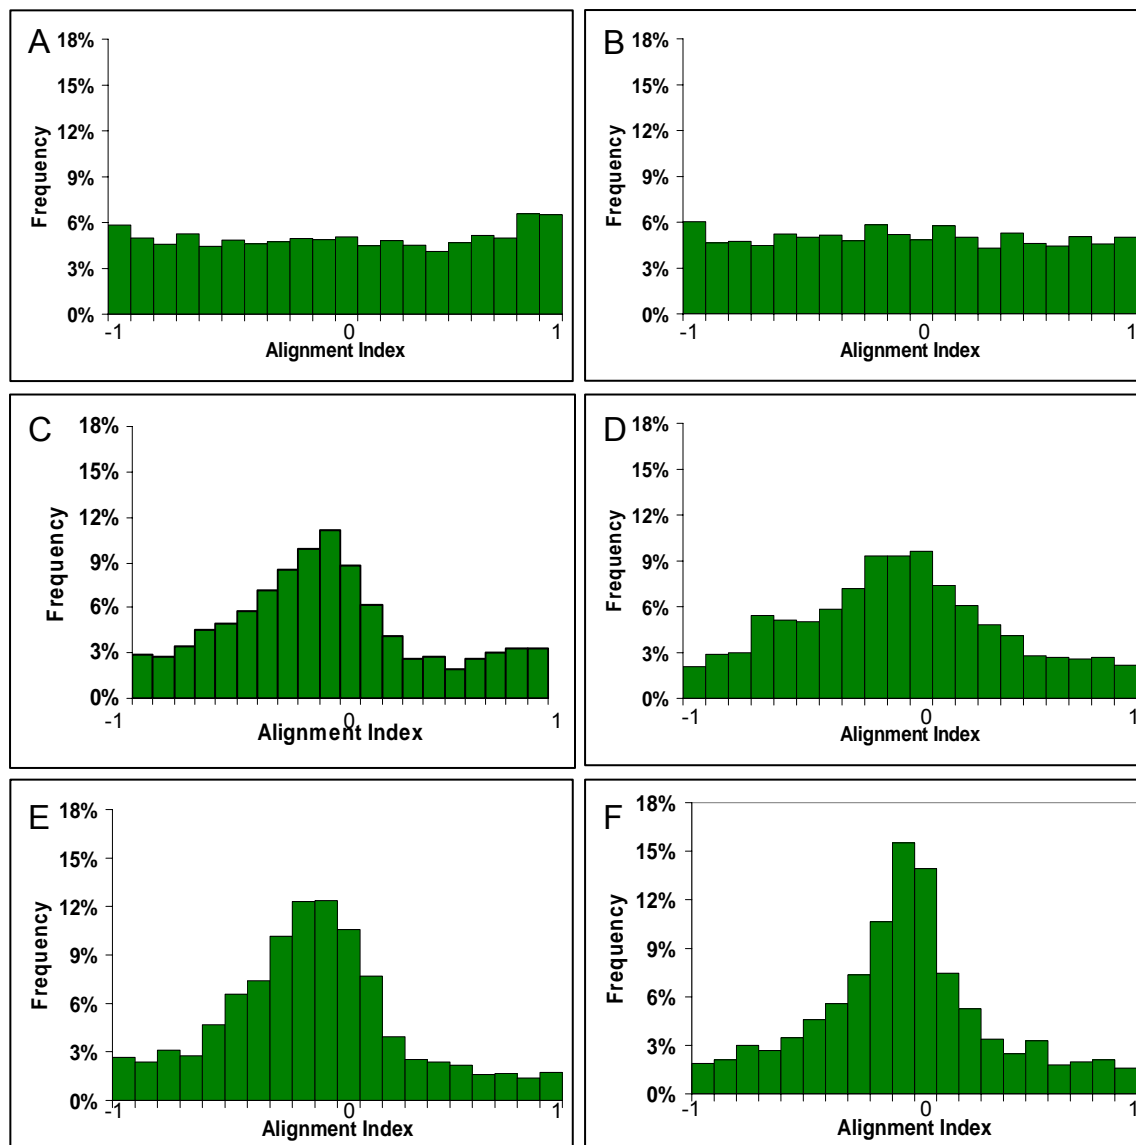 A
18%
15%
12%
9%
6%
3%
0%
Frequency
-1 0 1
Alignment Index
B
18%
15%
12%
9%
6%
3%
0%
Frequency
-1 0 1
Alignment Index
C
18%
15%
12%
9%
6%
3%
0%
Frequency
-1 0 1
Alignment Index
D
18%
15%
12%
9%
6%
3%
0%
Frequency
-1 0 1
Alignment Index
E
18%
15%
12%
9%
6%
3%
0%
Frequency
-1 0 1
Alignment Index
F
18%
15%
12%
9%
6%
3%
0%
Frequency
-1 0 1
Alignment Index